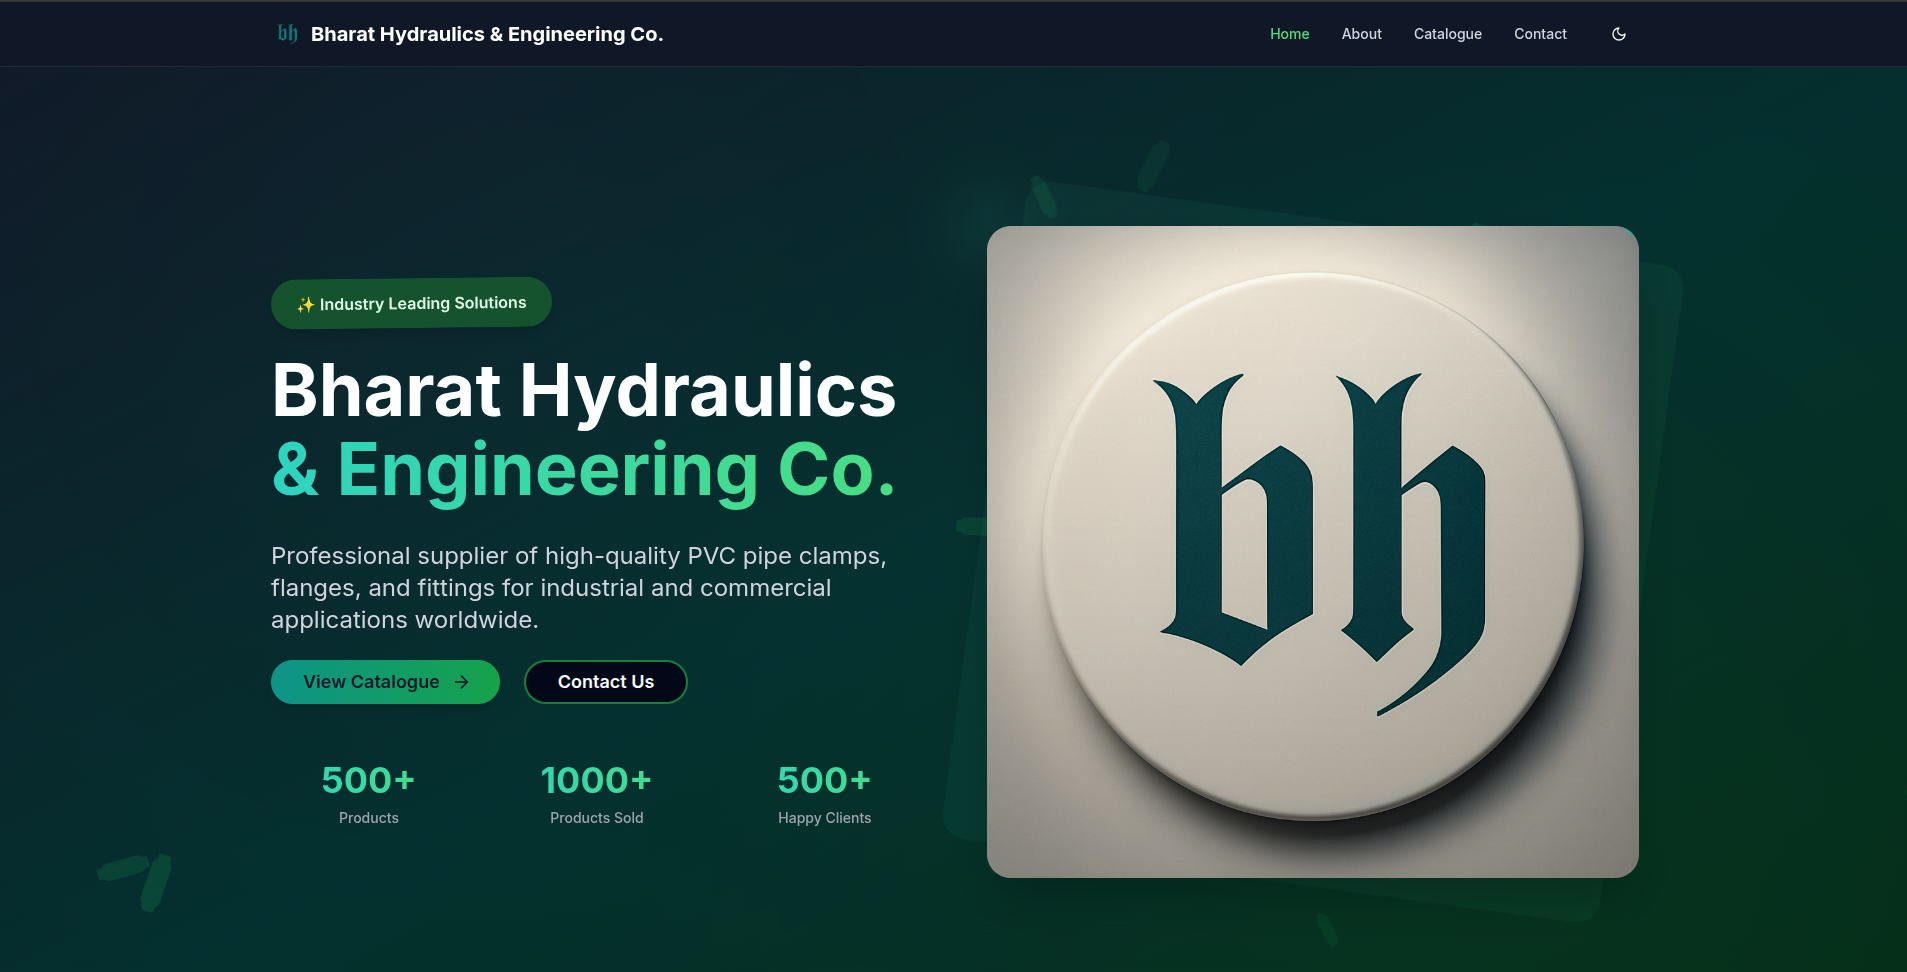 bh Bharat Hydraulics & Engineering Co.
Home About Catalogue Contact
✨ Industry Leading Solutions
Bharat Hydraulics
& Engineering Co.
Professional supplier of high-quality PVC pipe clamps,
flanges, and fittings for industrial and commercial
applications worldwide.
View Catalogue →
Contact Us
500+
Products
1000+
Products Sold
500+
Happy Clients
bh